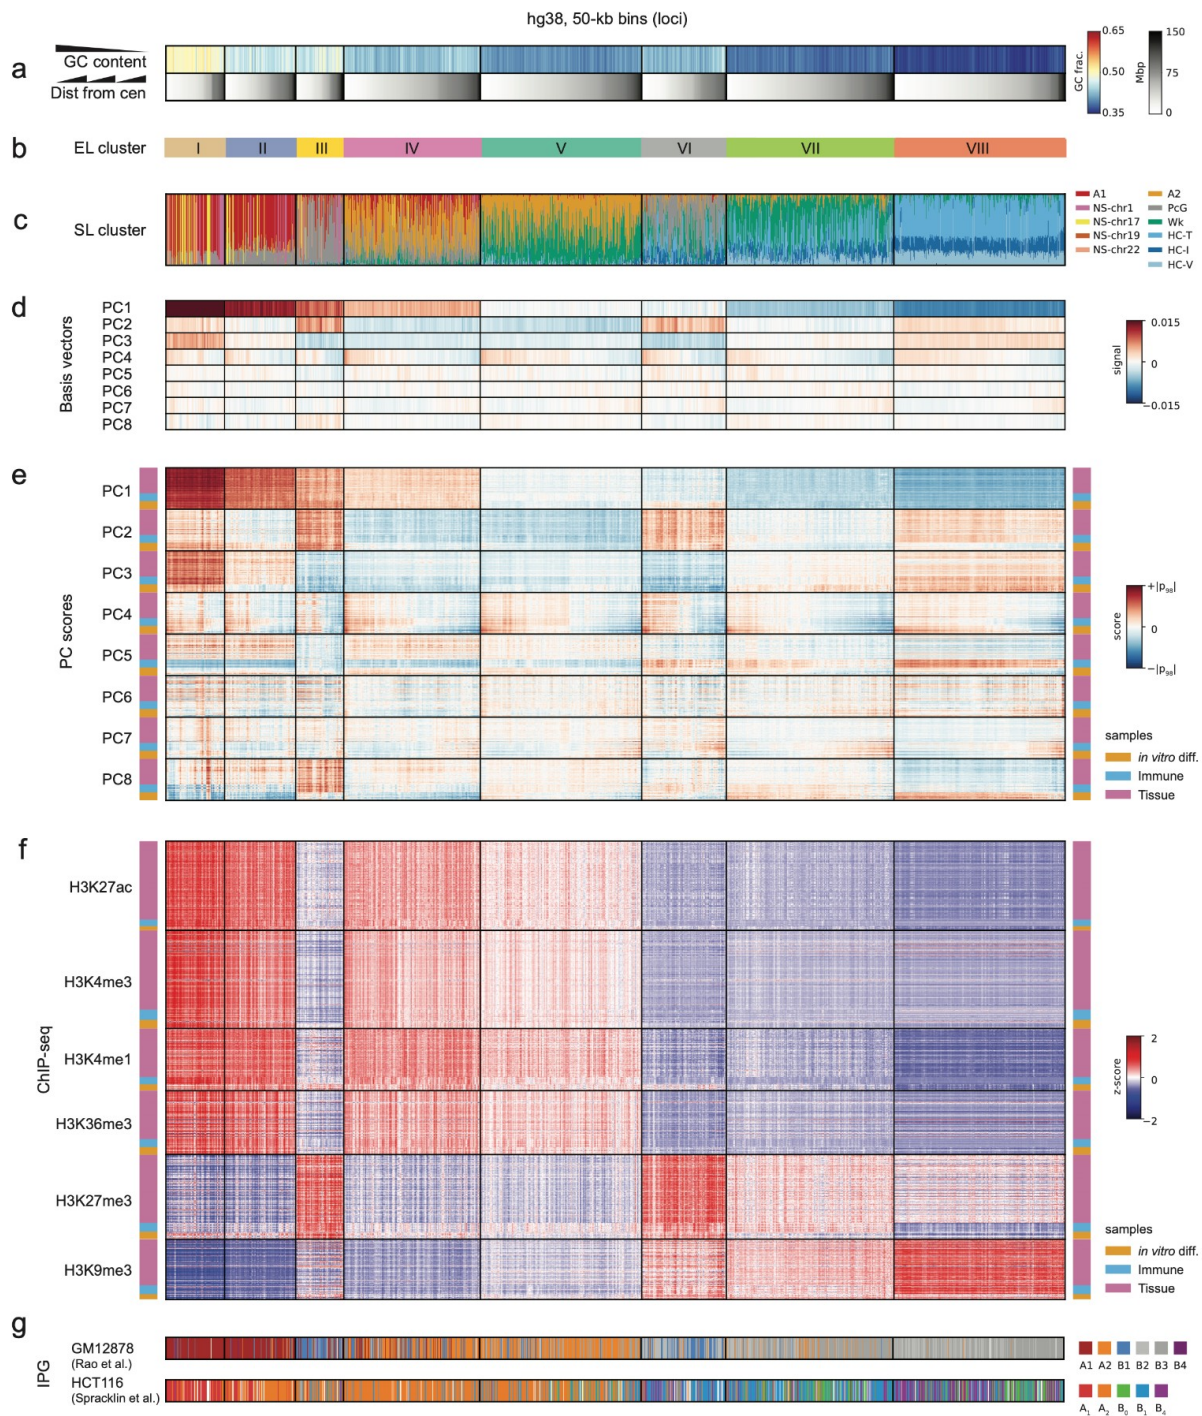 hg38, 50-kb bins (loci)
a
GC content
Dist from cen
GC frac.
0.65
0.50
0.35
Mbp
150
75
0
b
EL cluster
I
II
III
IV
V
VI
VII
VIII
c
SL cluster
A1
NS-chr1
NS-chr17
NS-chr19
NS-chr22
A2
PcG
Wk
HC-T
HC-I
HC-V
d
Basis vectors
PC1
PC2
PC3
PC4
PC5
PC6
PC7
PC8
signal
0.015
0
−0.015
e
PC scores
PC1
PC2
PC3
PC4
PC5
PC6
PC7
PC8
score
+|p98|
0
−|p98|
samples
in vitro diff.
Immune
Tissue
f
ChIP-seq
H3K27ac
H3K4me3
H3K4me1
H3K36me3
H3K27me3
H3K9me3
z-score
2
0
−2
samples
in vitro diff.
Immune
Tissue
g
IPG
GM12878
(Rao et al.)
HCT116
(Spracklin et al.)
A1 A2 B1 B2 B3 B4
A1 A2 B0 B1 B4